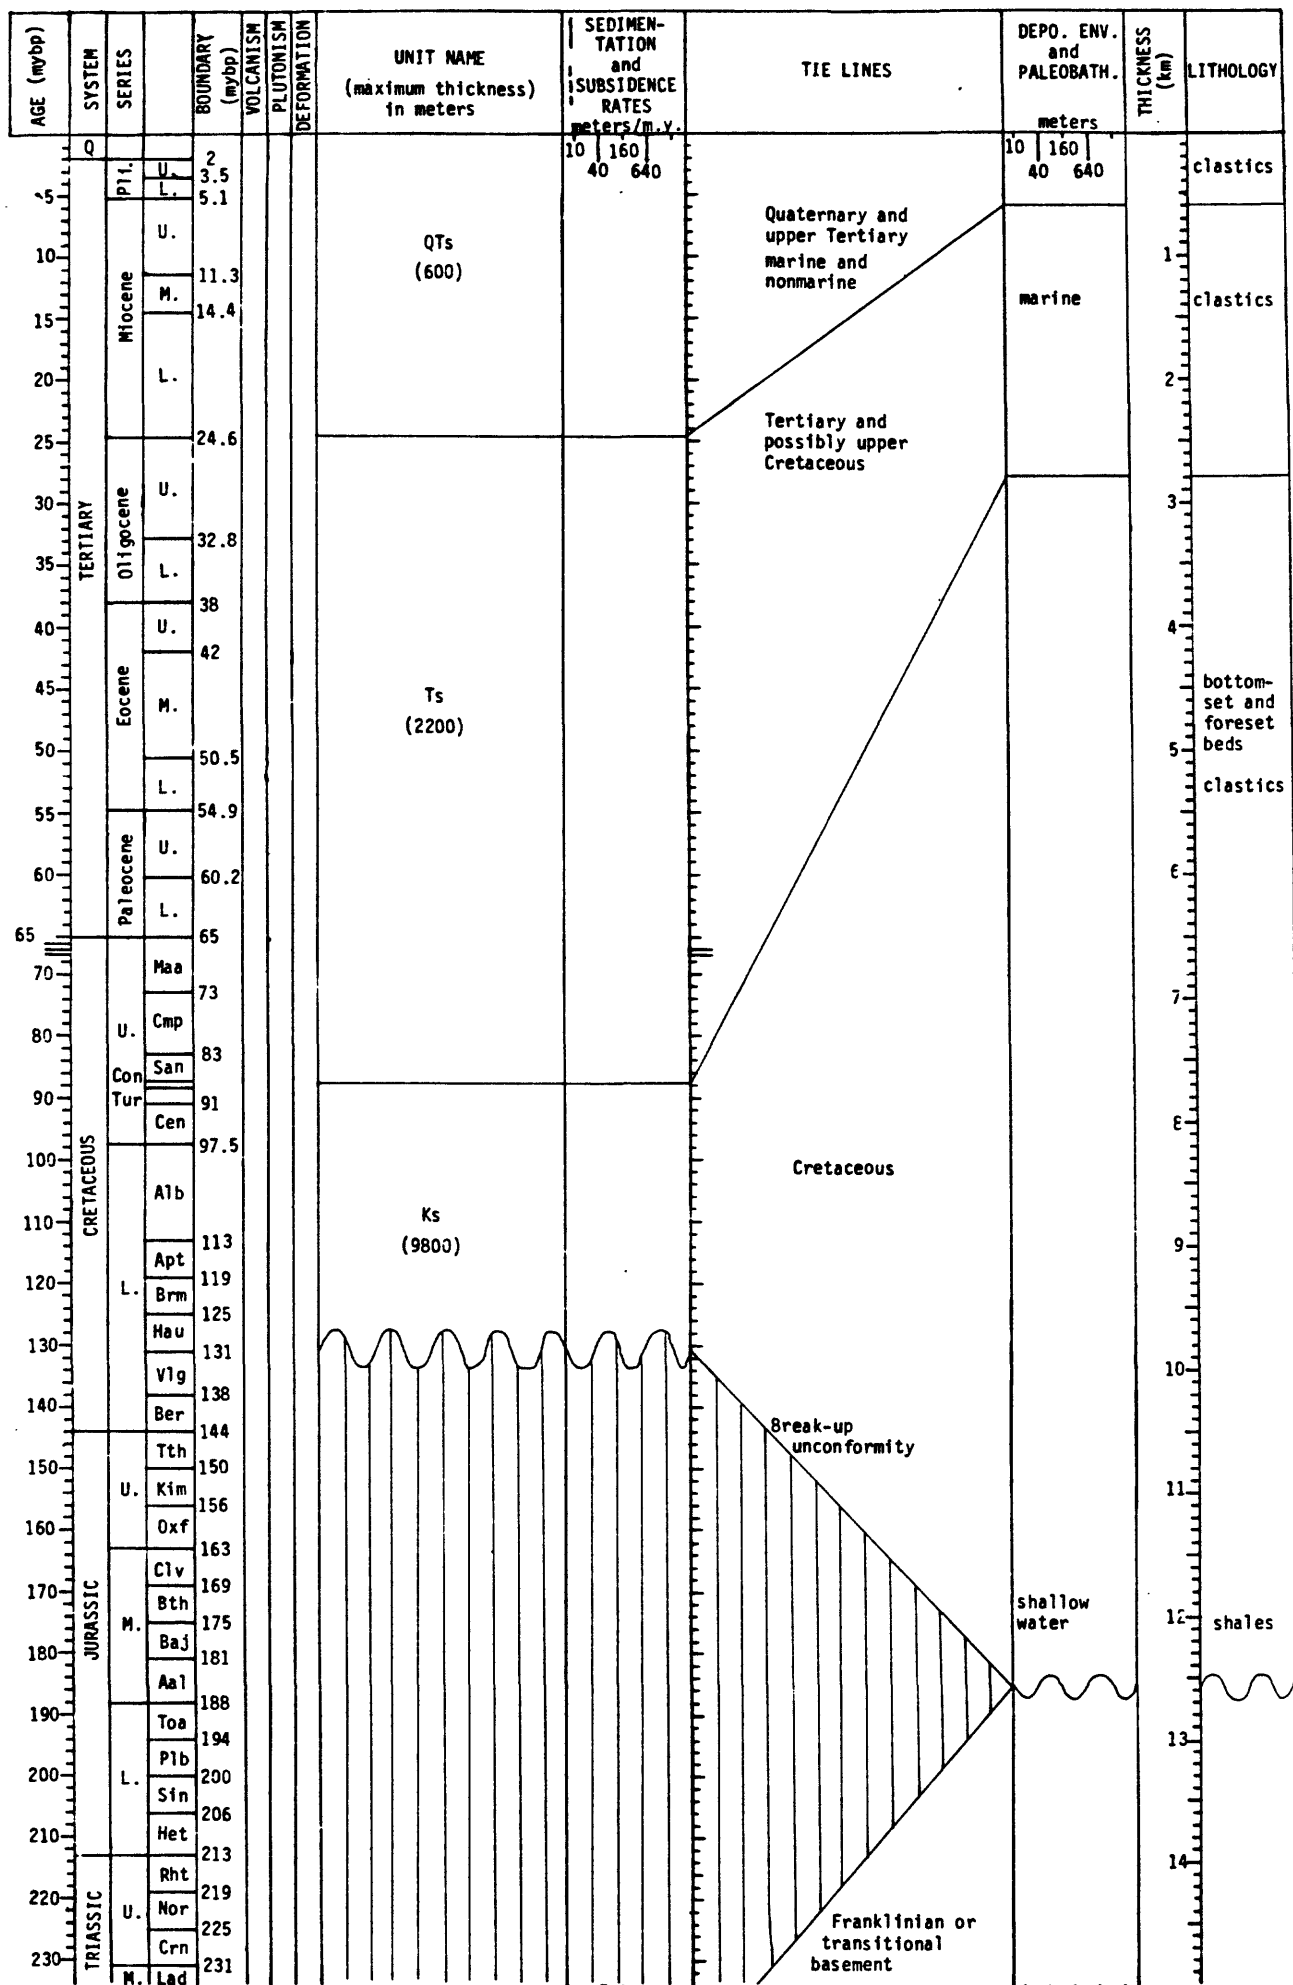 AGE (mybp)
SYSTEM
SERIES
BOUNDARY
(mybp)
VOLCANISM
PLUTONISM
DEFORMATION
UNIT NAME
(maximum thickness)
in meters
SEDIMEN-
TATION
and
SUBSIDENCE
RATES
meters/m.y.
10 160
40 640
TIE LINES
DEPO. ENV.
and
PALEOBATH.
meters
10 160
40 640
THICKNESS
(km)
LITHOLOGY
5
10
15
20
25
30
35
40
45
50
55
60
65
70
80
90
100
110
120
130
140
150
160
170
180
190
200
210
220
230
Q
TERTIARY
CRETACEOUS
JURASSIC
TRIASSIC
Pli.
Miocene
Oligocene
Eocene
Paleocene
U.
Con
Tur
L.
U.
M.
L.
U.
M.
U.
L.
U.
M.
L.
U.
L.
U.
M.
L.
U.
L.
Maa
Cmp
San
Cen
Alb
Apt
Brm
Hau
Vlg
Ber
Tth
Kim
Oxf
Clv
Bth
Baj
Aal
Toa
Plb
Sin
Het
Rht
Nor
Crn
Lad
2
3.5
5.1
11.3
14.4
24.6
32.8
38
42
50.5
54.9
60.2
65
73
83
91
97.5
113
119
125
131
138
144
150
156
163
169
175
181
188
194
200
206
213
219
225
231
QTs
(600)
Ts
(2200)
Ks
(9800)
Quaternary and
upper Tertiary
marine and
nonmarine
Tertiary and
possibly upper
Cretaceous
Cretaceous
Break-up
unconformity
Franklinian or
transitional
basement
marine
shallow
water
1
2
3
4
5
6
7
8
9
10
11
12
13
14
clastics
clastics
bottom-
set and
foreset
beds
clastics
shales